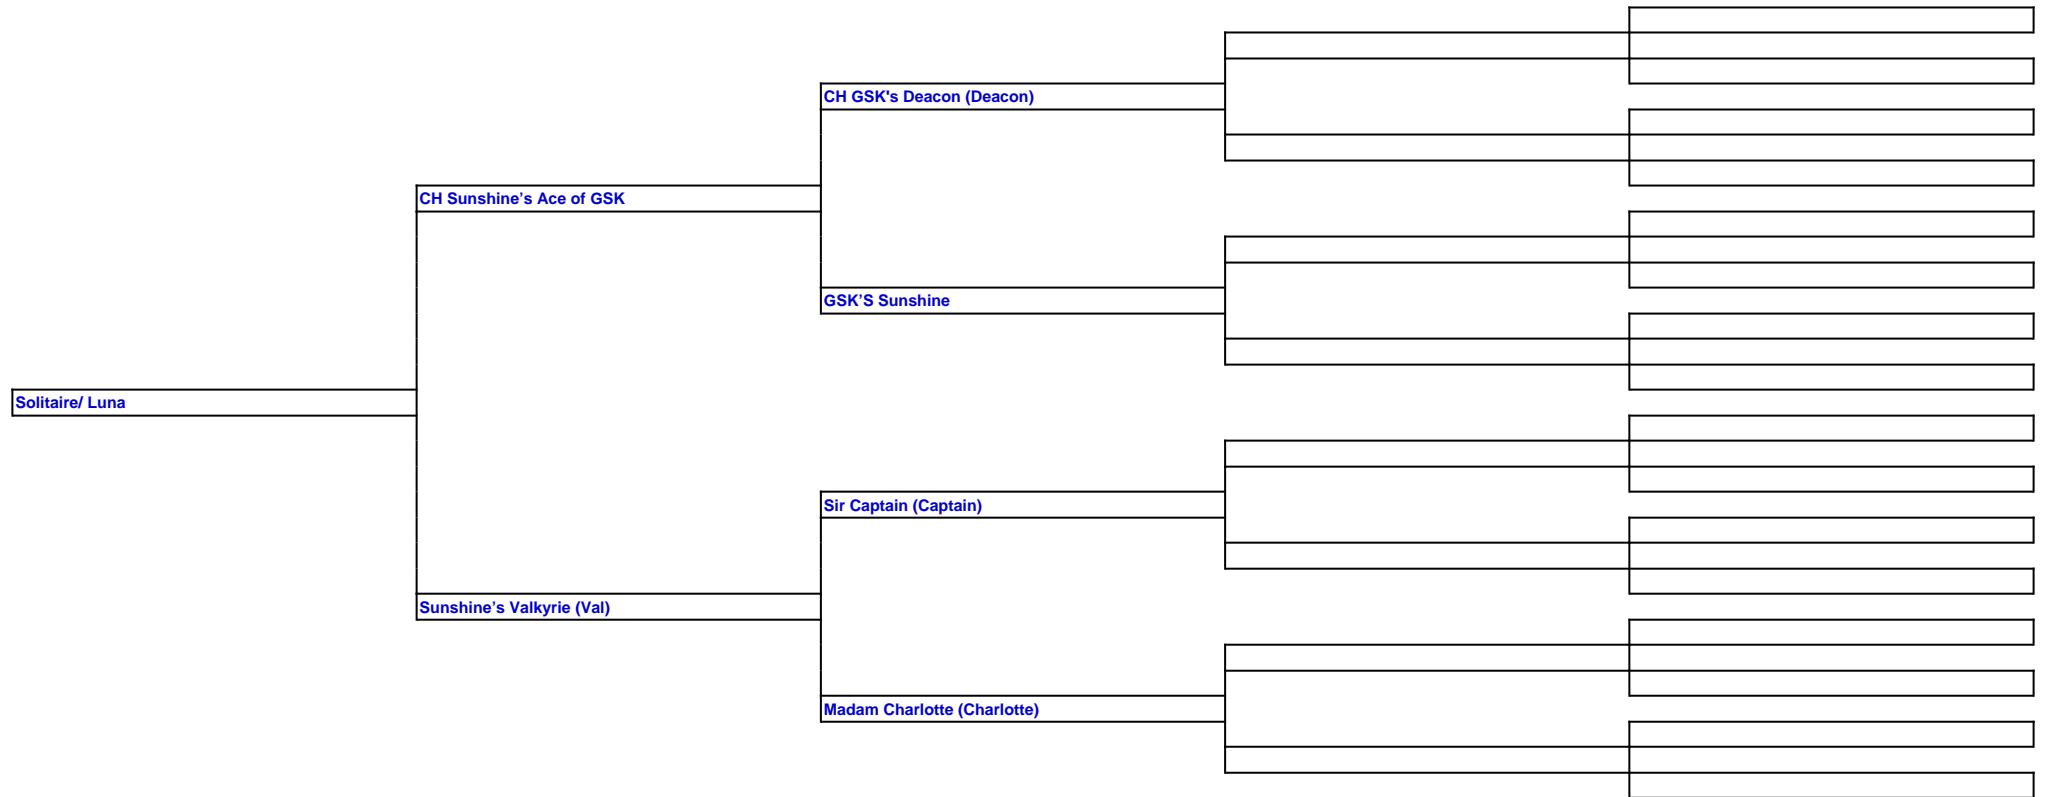 CH GSK's Deacon (Deacon)
CH Sunshine’s Ace of GSK
GSK’S Sunshine
Solitaire/ Luna
Sir Captain (Captain)
Sunshine’s Valkyrie (Val)
Madam Charlotte (Charlotte)